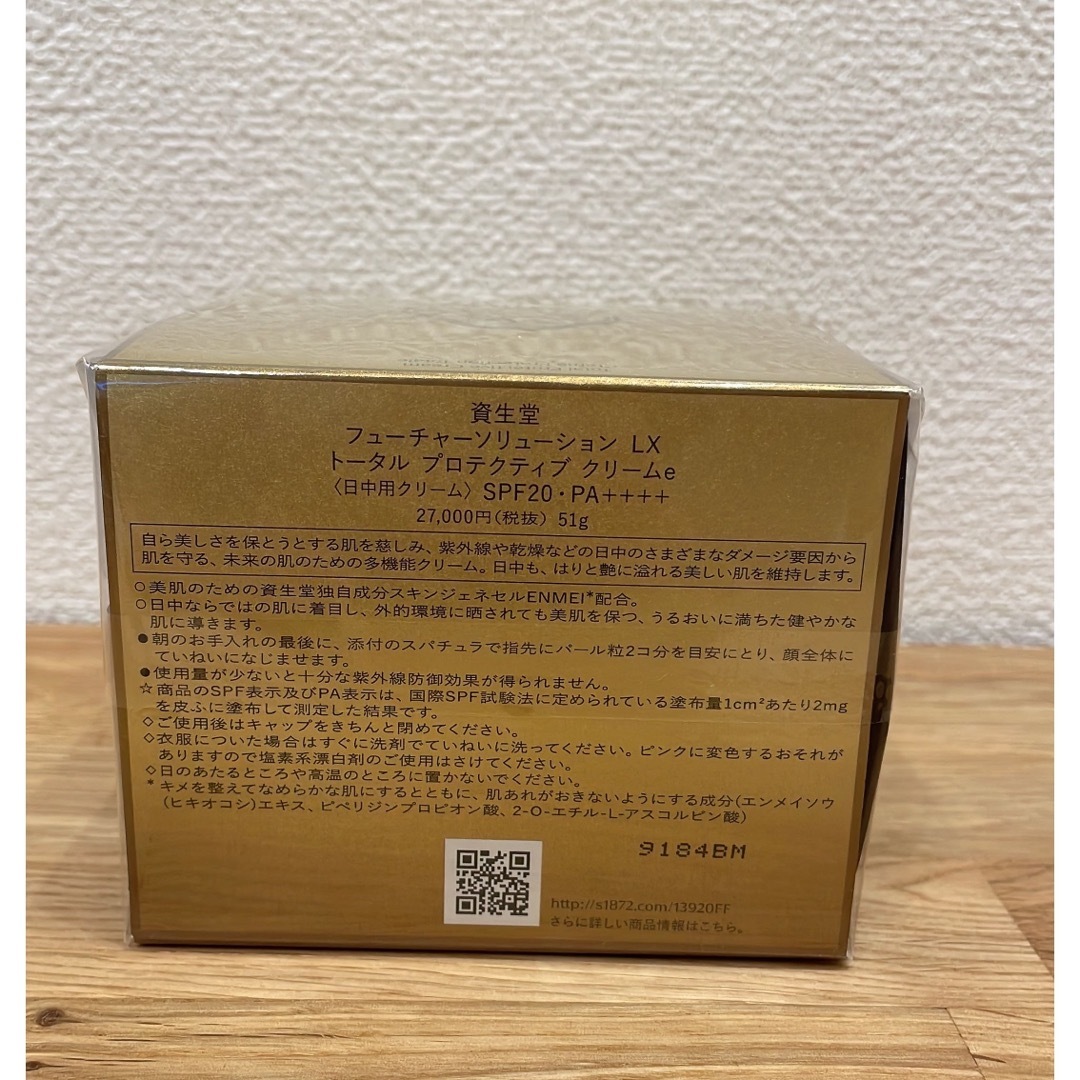 資生堂
フューチャーソリューション LX
トータル プロテクティブ クリームe
〈日中用クリーム〉 SPF20・PA++++
27,000円(税抜) 51g
自ら美しさを保とうとする肌を慈しみ、紫外線や乾燥などの日中のさまざまなダメージ要因から
肌を守る、未来の肌のための多機能クリーム。日中も、はりと艶に溢れる美しい肌を維持します。
○美肌のための資生堂独自成分スキンジェネセルENMEI*配合。
○日中ならではの肌に着目し、外的環境に晒されても美肌を保つ、うるおいに満ちた健やかな
肌に導きます。
●朝のお手入れの最後に、添付のスパチュラで指先にパール粒2コ分を目安にとり、顔全体に
ていねいになじませます。
●使用量が少ないと十分な紫外線防御効果が得られません。
☆商品のSPF表示及びPA表示は、国際SPF試験法に定められている塗布量1cm²あたり2mg
を皮ふに塗布して測定した結果です。
◇ご使用後はキャップをきちんと閉めてください。
◇衣服についた場合はすぐに洗剤でていねいに洗ってください。ピンクに変色するおそれが
ありますので塩素系漂白剤のご使用はさけてください。
◇日のあたるところや高温のところに置かないでください。
*キメを整えてなめらかな肌にするとともに、肌あれがおきないようにする成分(エンメイソウ
(ヒキオコシ)エキス、ピペリジンプロピオン酸、2-O-エチル-L-アスコルビン酸)
9184BM
http://s1872.com/13920FF
さらに詳しい商品情報はこちら。